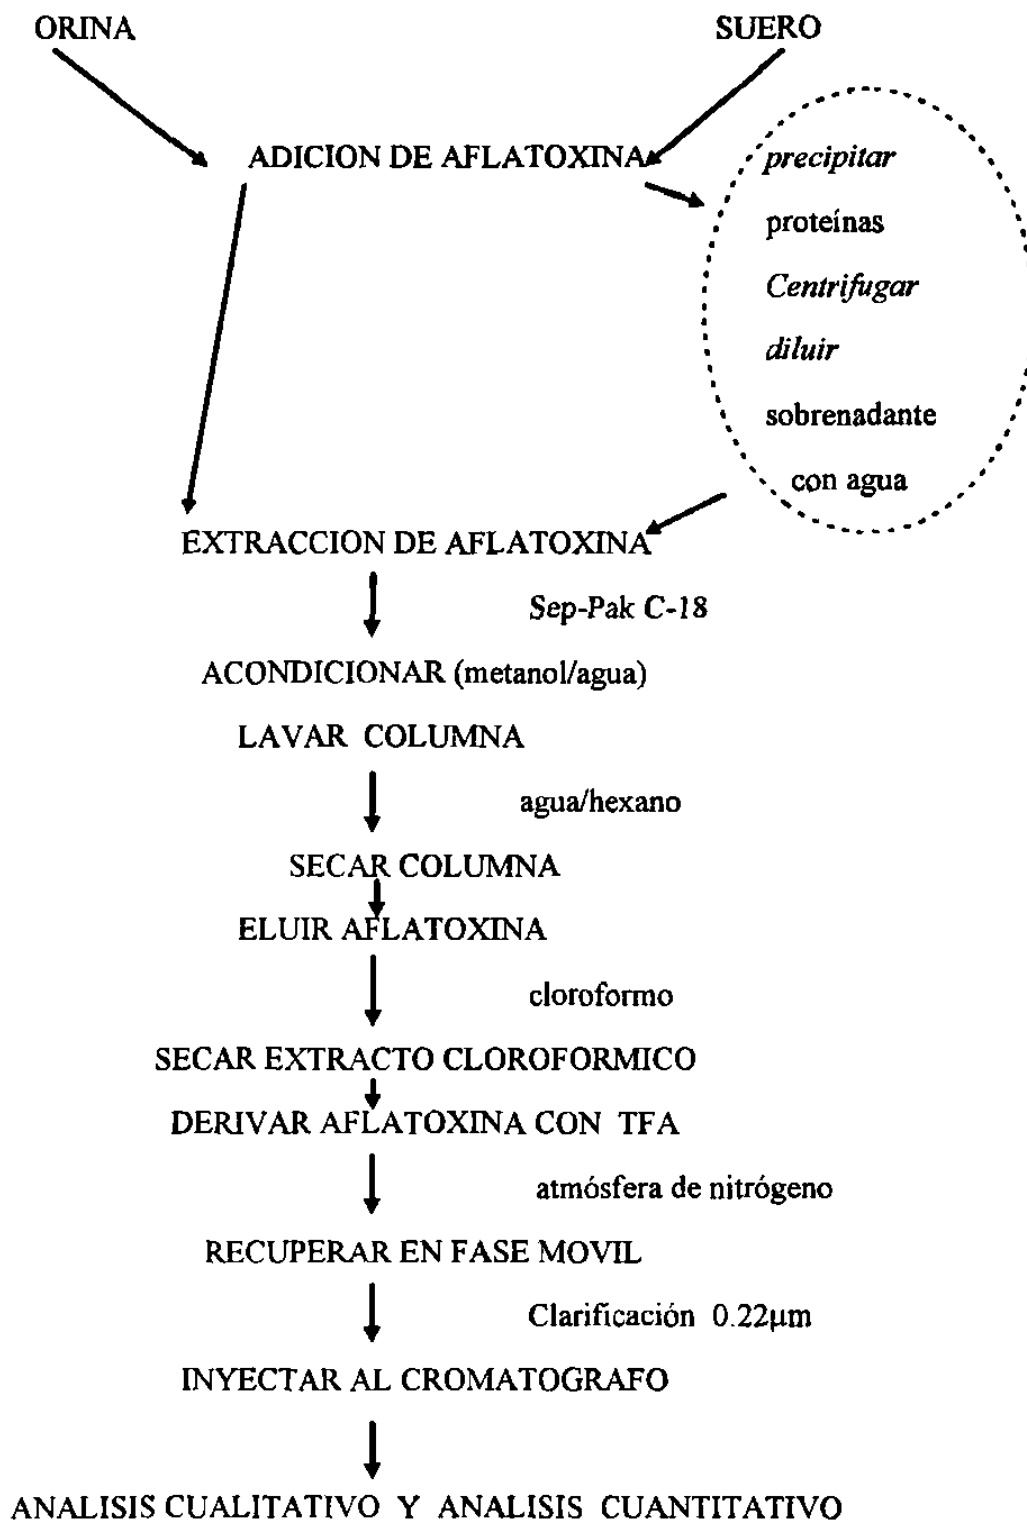 ORINA
SUERO
ADICION DE AFLATOXINA
precipitar
proteínas
Centrifugar
diluir
sobrenadante
con agua
EXTRACCION DE AFLATOXINA
Sep-Pak C-18
ACONDICIONAR (metanol/agua)
LAVAR COLUMNA
agua/hexano
SECAR COLUMNA
ELUIR AFLATOXINA
cloroformo
SECAR EXTRACTO CLOROFORMICO
DERIVAR AFLATOXINA CON TFA
atmósfera de nitrógeno
RECUPERAR EN FASE MOVIL
Clarificación 0.22µm
INYECTAR AL CROMATOGRAFO
ANALISIS CUALITATIVO Y ANALISIS CUANTITATIVO